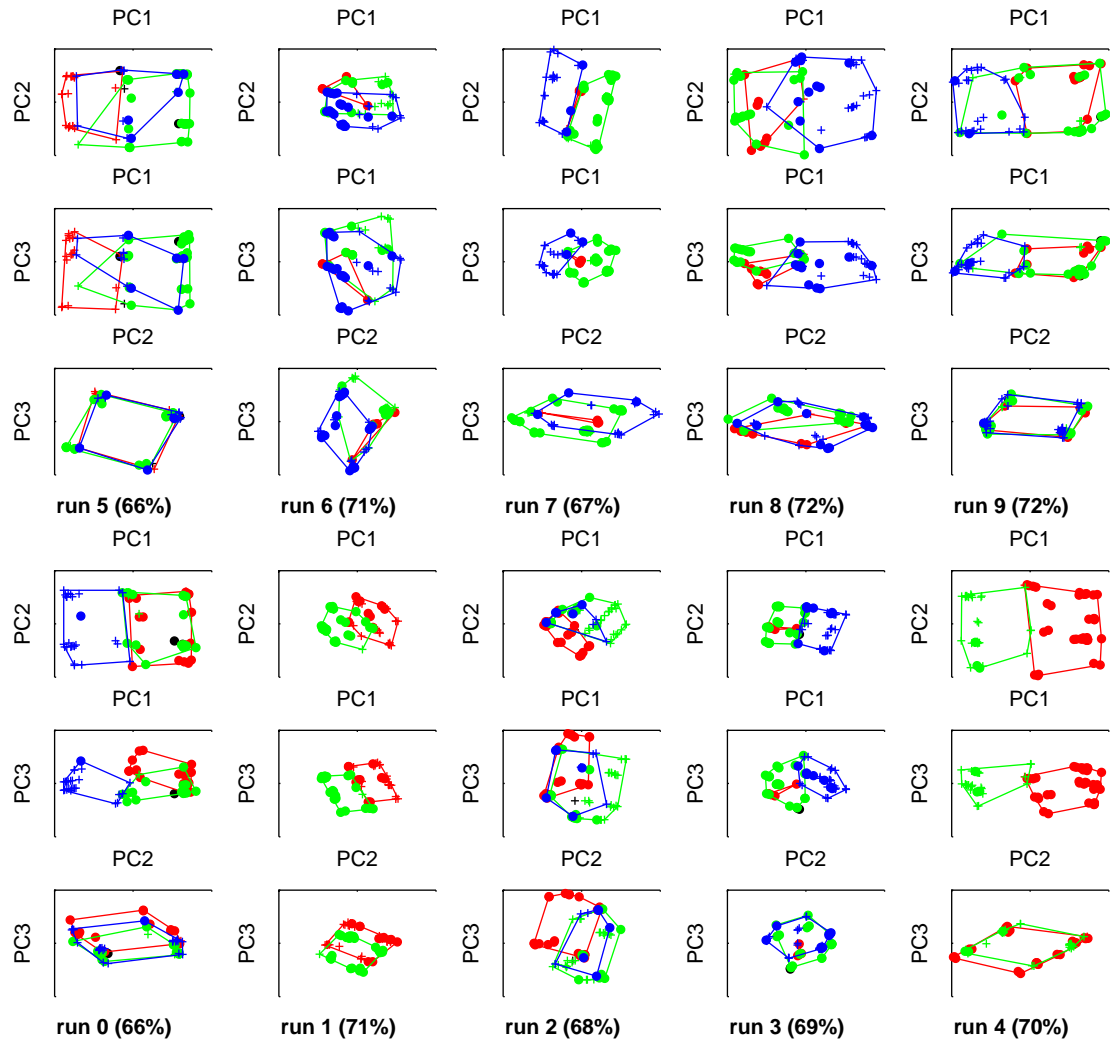 PC1 PC1 PC1 PC1 PC1
PC2 PC2 PC2 PC2 PC2
PC1 PC1 PC1 PC1 PC1
PC3 PC3 PC3 PC3 PC3
PC2 PC2 PC2 PC2 PC2
PC3 PC3 PC3 PC3 PC3
run 5 (66%) run 6 (71%) run 7 (67%) run 8 (72%) run 9 (72%)
PC1 PC1 PC1 PC1 PC1
PC2 PC2 PC2 PC2 PC2
PC1 PC1 PC1 PC1 PC1
PC3 PC3 PC3 PC3 PC3
PC2 PC2 PC2 PC2 PC2
PC3 PC3 PC3 PC3 PC3
run 0 (66%) run 1 (71%) run 2 (68%) run 3 (69%) run 4 (70%)